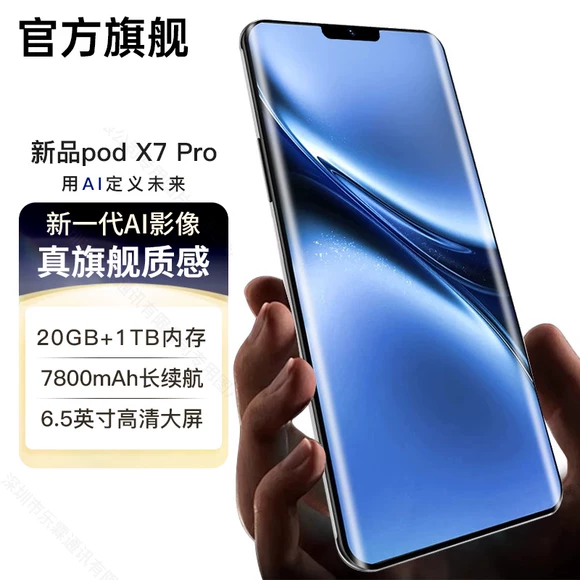 官方旗舰
新品pod X7 Pro
用AI定义未来
新一代AI影像
真旗舰质感
20GB+1TB内存
7800mAh长续航
6.5英寸高清大屏